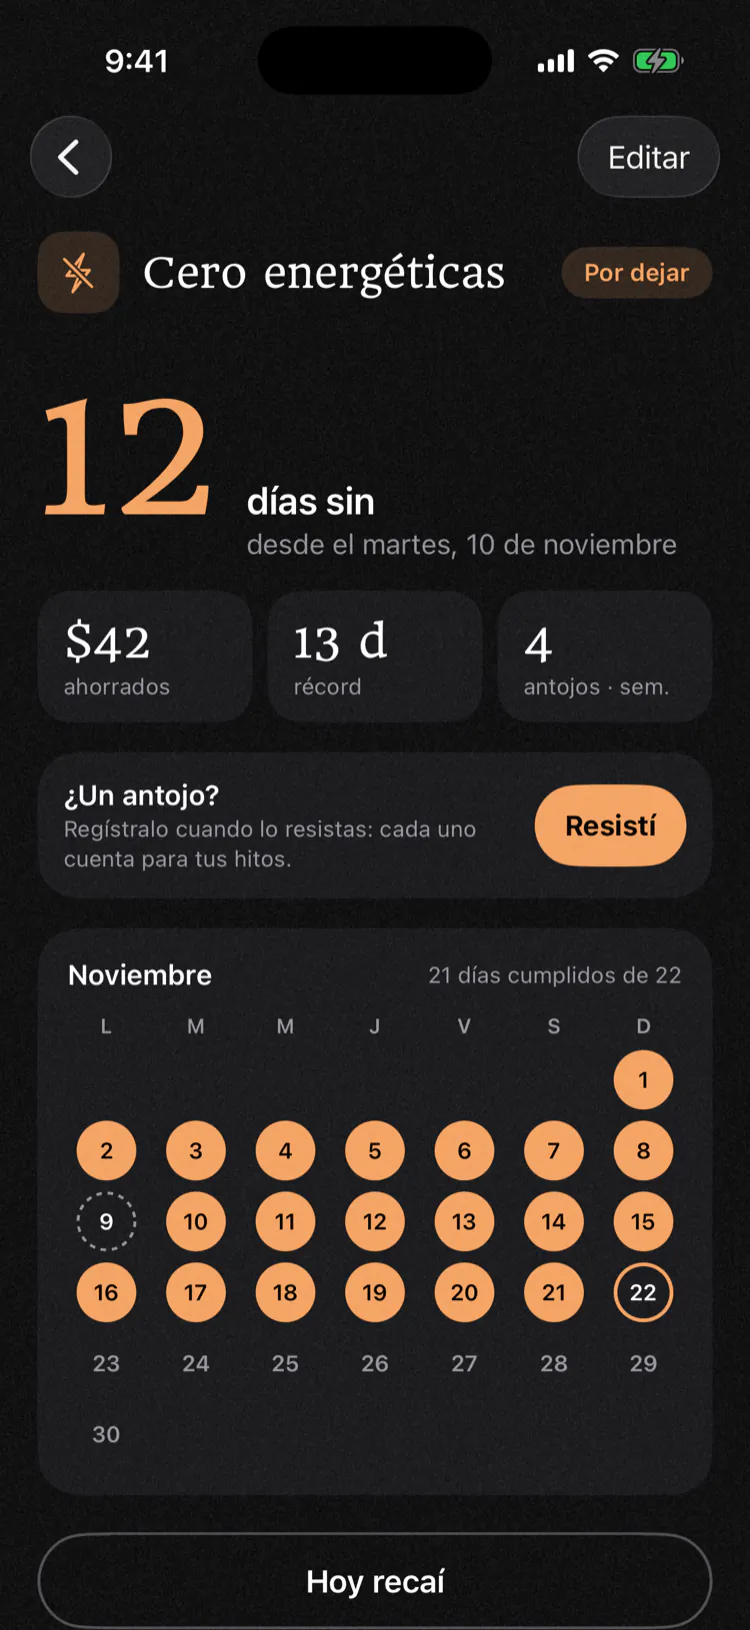 9:41
Editar
Cero energéticas
Por dejar
12
días sin
desde el martes, 10 de noviembre
$42
ahorrados
13 d
récord
4
antojos · sem.
¿Un antojo?
Regístralo cuando lo resistas: cada uno
cuenta para tus hitos.
Resistí
Noviembre
21 días cumplidos de 22
L M M J V S D
1
2 3 4 5 6 7 8
9 10 11 12 13 14 15
16 17 18 19 20 21 22
23 24 25 26 27 28 29
30
Hoy recaí